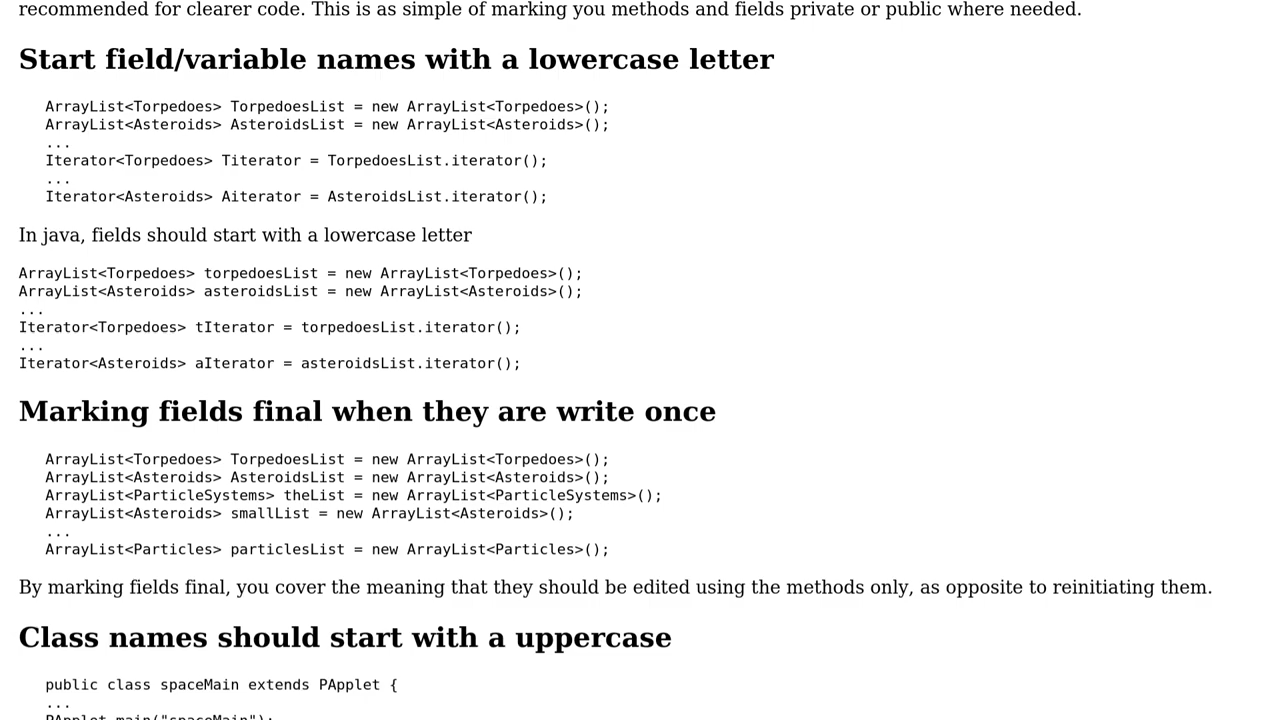 recommended for clearer code. This is as simple of marking you methods and fields private or public where needed.
Start field/variable names with a lowercase letter
ArrayList<Torpedoes> TorpedoesList = new ArrayList<Torpedoes>();
ArrayList<Asteroids> AsteroidsList = new ArrayList<Asteroids>();
...
Iterator<Torpedoes> Titerator = TorpedoesList.iterator();
...
Iterator<Asteroids> Aiterator = AsteroidsList.iterator();
In java, fields should start with a lowercase letter
ArrayList<Torpedoes> torpedoesList = new ArrayList<Torpedoes>();
ArrayList<Asteroids> asteroidsList = new ArrayList<Asteroids>();
...
Iterator<Torpedoes> tIterator = torpedoesList.iterator();
...
Iterator<Asteroids> aIterator = asteroidsList.iterator();
Marking fields final when they are write once
ArrayList<Torpedoes> TorpedoesList = new ArrayList<Torpedoes>();
ArrayList<Asteroids> AsteroidsList = new ArrayList<Asteroids>();
ArrayList<ParticleSystems> theList = new ArrayList<ParticleSystems>();
ArrayList<Asteroids> smallList = new ArrayList<Asteroids>();
...
ArrayList<Particles> particlesList = new ArrayList<Particles>();
By marking fields final, you cover the meaning that they should be edited using the methods only, as opposite to reinitiating them.
Class names should start with a uppercase
public class spaceMain extends PApplet {
...
PApplet.main("spaceMain");